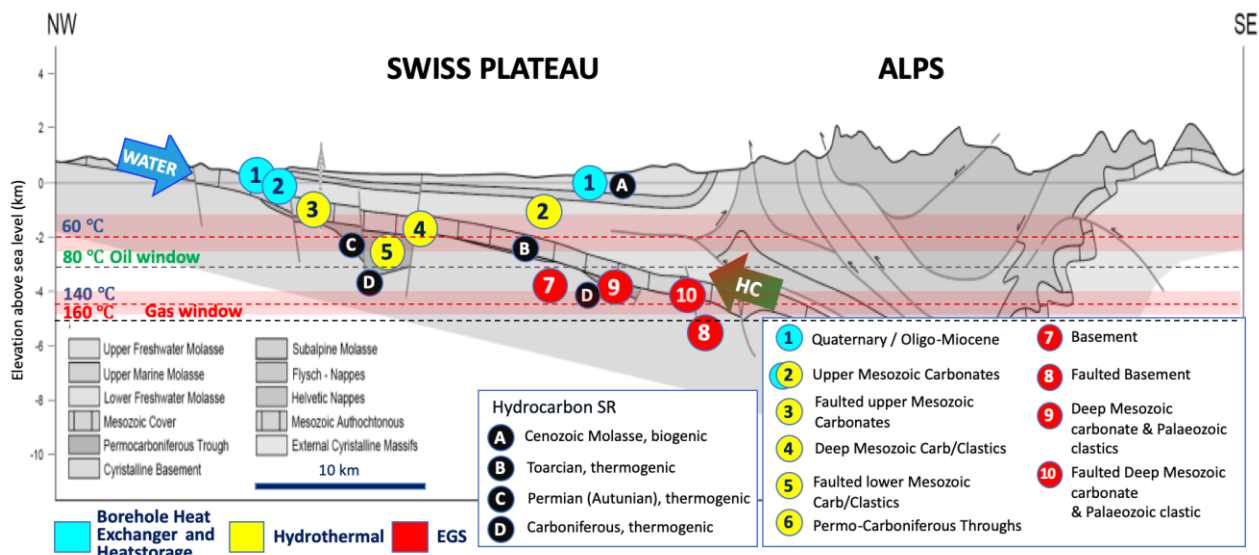 NW
SE
SWISS PLATEAU
ALPS
Elevation above sea level (km)
4
2
0
-2
-4
-6
-8
-10
WATER
HC
1
2
3
4
5
1
A
2
C
D
B
7
D
9
10
8
60 °C
80 °C Oil window
140 °C
160 °C Gas window
Upper Freshwater Molasse
Upper Marine Molasse
Lower Freshwater Molasse
Mesozoic Cover
Permocarboniferous Trough
Cyristalline Basement
Subalpine Molasse
Flysch - Nappes
Helvetic Nappes
Mesozoic Authochtonous
External Cyristalline Massifs
10 km
Borehole Heat
Exchanger and
Heatstorage
Hydrothermal
EGS
Hydrocarbon SR
A Cenozoic Molasse, biogenic
B Toarcian, thermogenic
C Permian (Autunian), thermogenic
D Carboniferous, thermogenic
1 Quaternary / Oligo-Miocene
2 Upper Mesozoic Carbonates
3 Faulted upper Mesozoic
Carbonates
4 Deep Mesozoic Carb/Clastics
5 Faulted lower Mesozoic
Carb/Clastics
6 Permo-Carboniferous Throughs
7 Basement
8 Faulted Basement
9 Deep Mesozoic
carbonate & Palaeozoic
clastics
10 Faulted Deep Mesozoic
carbonate
& Palaeozoic clastic